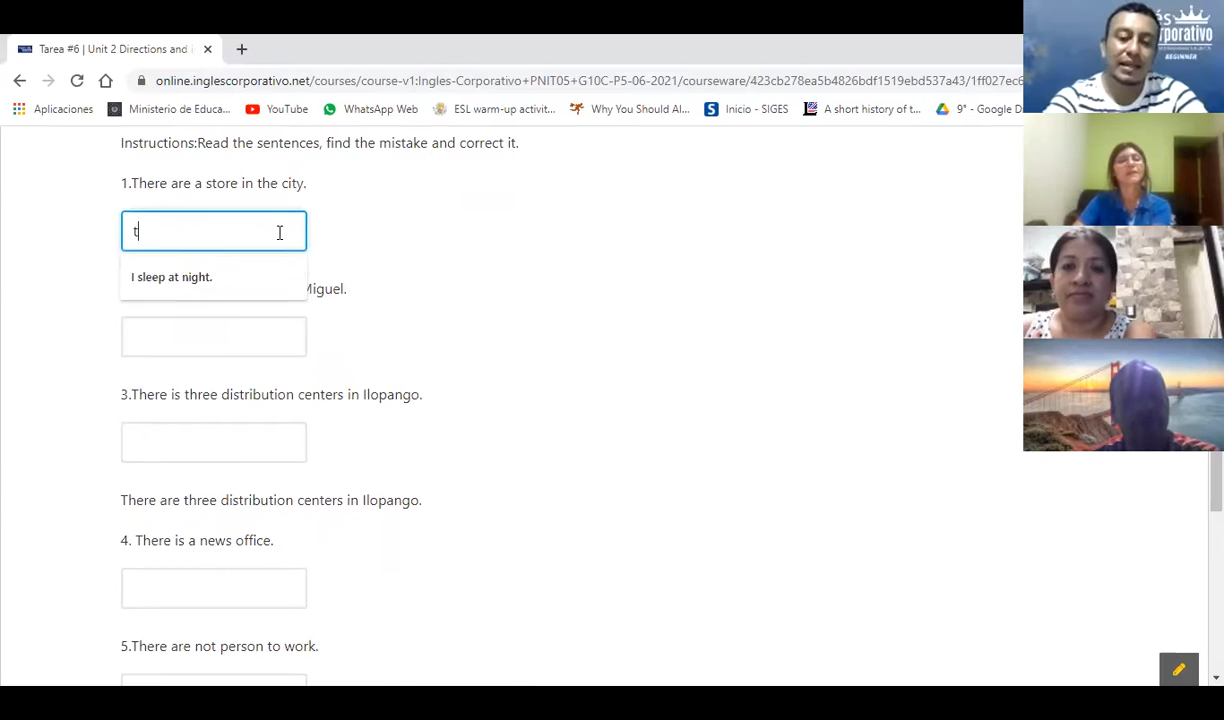 Tarea #6 | Unit 2 Directions and
online.inglescorporativo.net/courses/course-v1:Ingles-Corporativo+PNIT05+G10C-P5-06-2021/courseware/423cb278ea5b4826bdf1519ebd537a43/1ff027ec6
Aplicaciones Ministerio de Educa... YouTube WhatsApp Web ESL warm-up activit... Why You Should Al... Inicio - SIGES A short history of t... 9° - Google D
és
rporativo
BEGINNER
Instructions:Read the sentences, find the mistake and correct it.
1.There are a store in the city.
t
I sleep at night.
Miguel.
3.There is three distribution centers in Ilopango.
There are three distribution centers in Ilopango.
4. There is a news office.
5.There are not person to work.